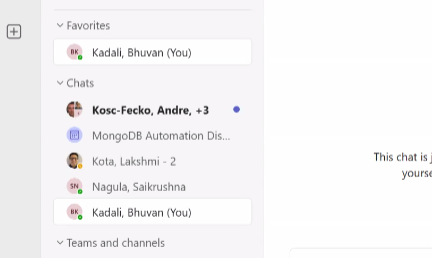 Favorites
BK Kadali, Bhuvan (You)
Chats
Kosc-Fecko, Andre, +3
MongoDB Automation Dis...
Kota, Lakshmi - 2
SN Nagula, Saikrushna
BK Kadali, Bhuvan (You)
This chat is j
yourse
Teams and channels